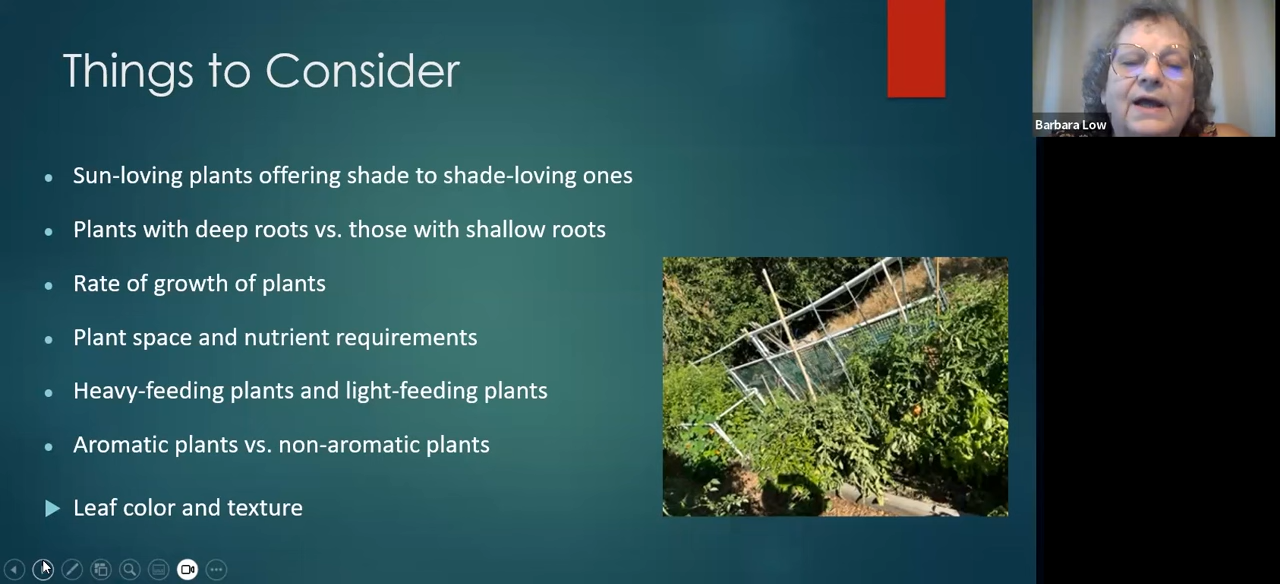 Things to Consider
Barbara Low
Sun-loving plants offering shade to shade-loving ones
Plants with deep roots vs. those with shallow roots
Rate of growth of plants
Plant space and nutrient requirements
Heavy-feeding plants and light-feeding plants
Aromatic plants vs. non-aromatic plants
Leaf color and texture